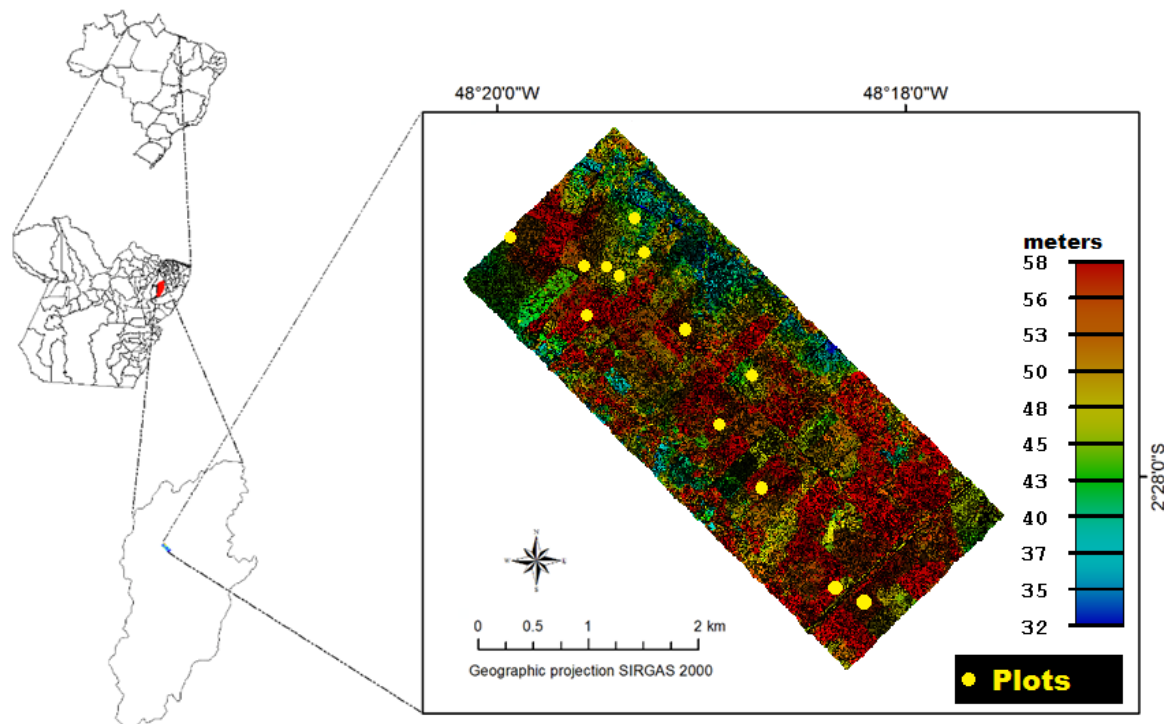 48°20'0"W
48°18'0"W
meters
58
56
53
50
48
45
43
40
37
35
32
2°28'0"S
N
W
E
S
0 0.5 1 2 km
Geographic projection SIRGAS 2000
Plots